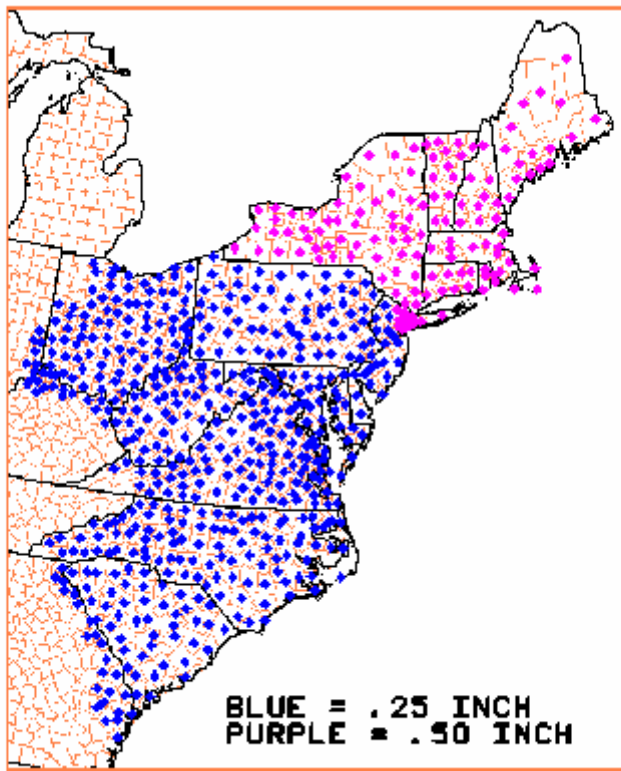 BLUE = .25 INCH
PURPLE = .50 INCH